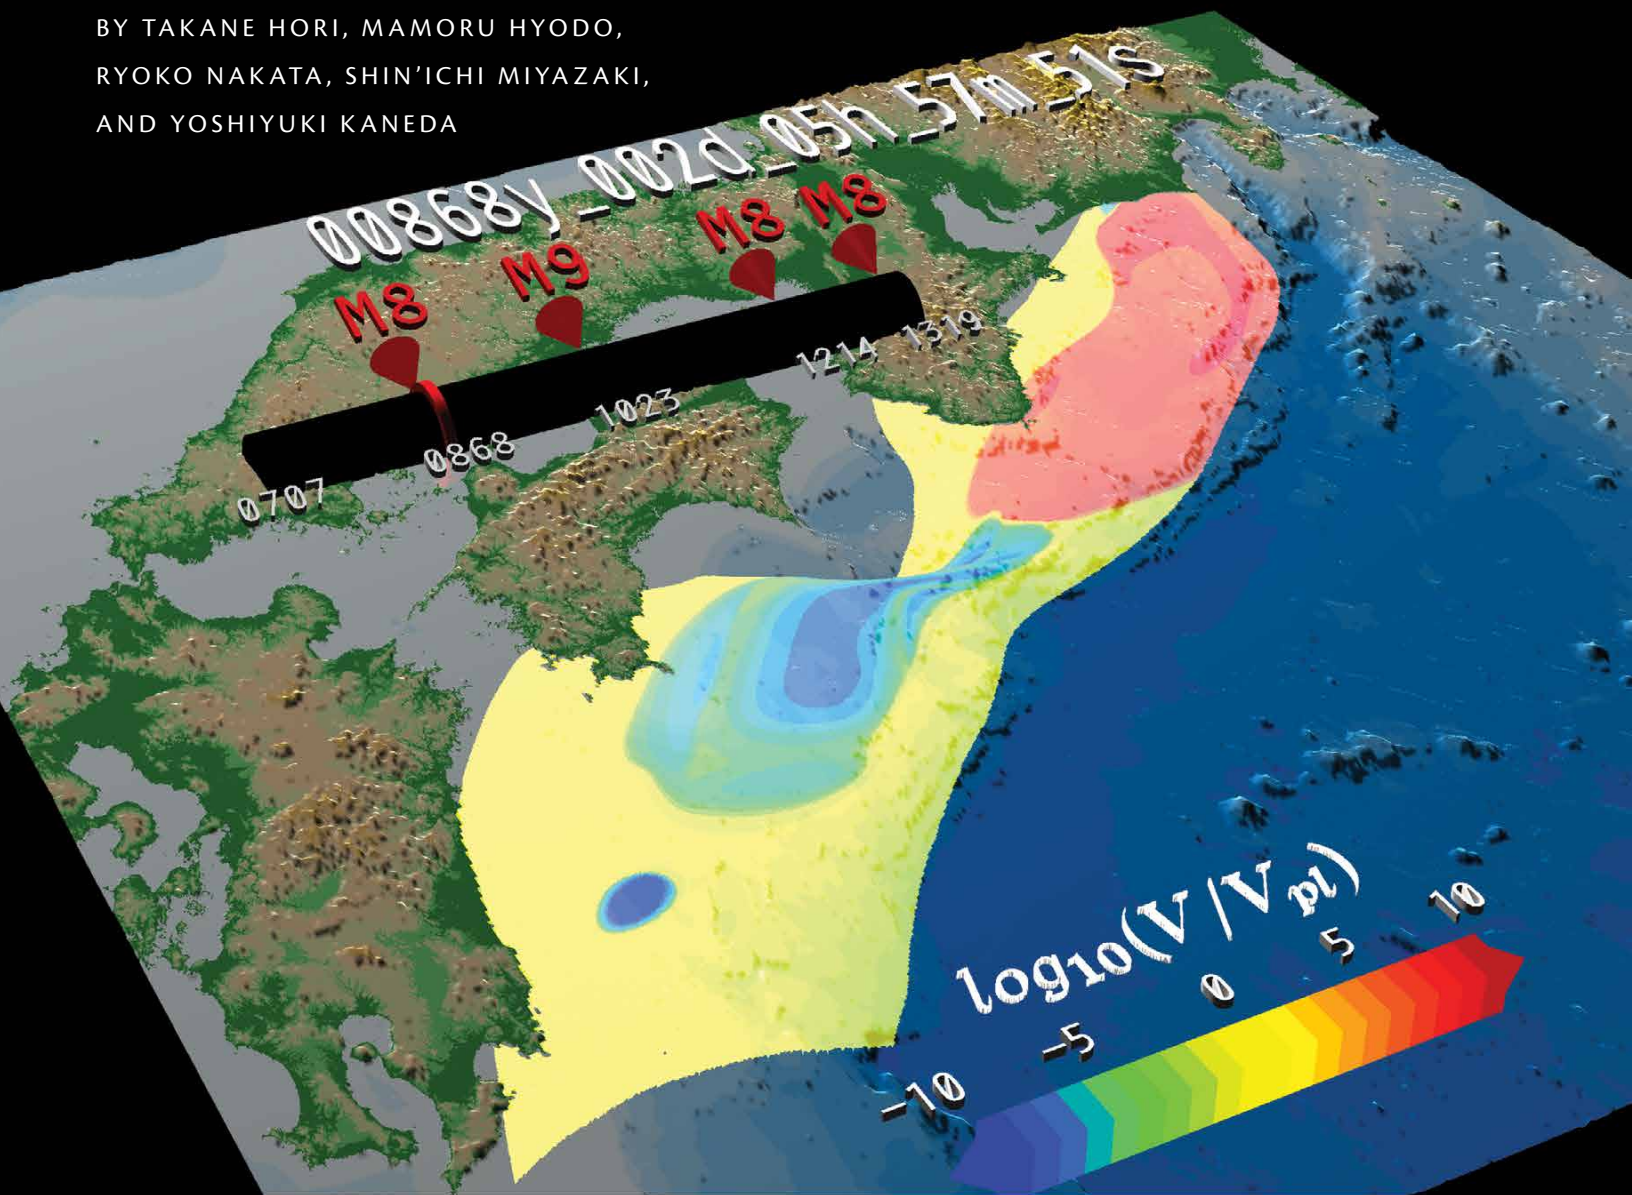 BY TAKANE HORI, MAMORU HYODO,
RYOKO NAKATA, SHIN’ICHI MIYAZAKI,
AND YOSHIYUKI KANEDA
00868y_002d_05h_57m_51s
M8
M9
M8
M8
0707
0868
1023
1214
1319
log10(V/Vpl)
-10
-5
0
5
10